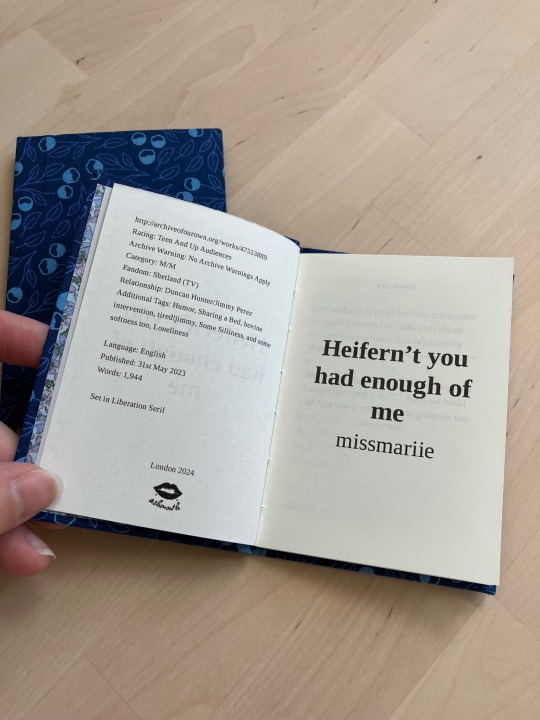 http://archiveofourown.org/works/47553889
Rating: Teen And Up Audiences
Archive Warning: No Archive Warnings Apply
Category: M/M
Fandom: Shetland (TV)
Relationship: Duncan Hunter/Jimmy Perez
Additional Tags: Humor, Sharing a Bed, bovine
intervention, tired!jimmy, Some Silliness, and some
softness too, Loneliness
Language: English
Published: 31st May 2023
Words: 1,944
Set in Liberation Serif
London 2024
Heifern’t you
had enough of
me
missmariie